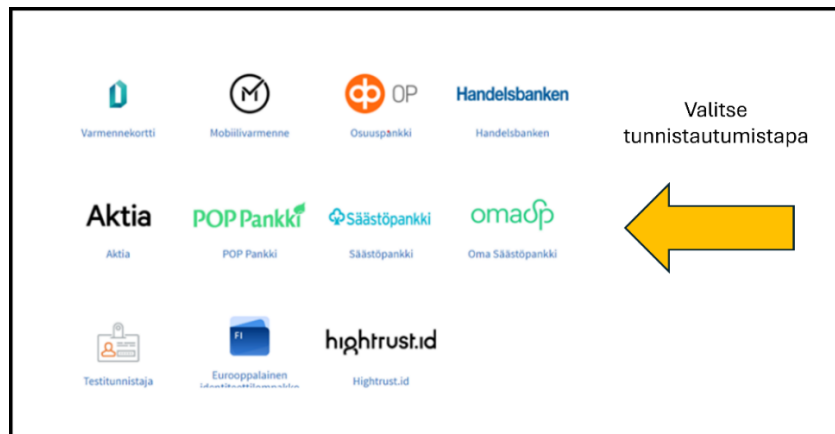 OP
Handelsbanken
Varmennekortti
Mobiilivarmenne
Osuuspankki
Handelsbanken
Valitse
tunnistautumistapa
Aktia
POP Pankki
Säästöpankki
omasp
Aktia
POP Pankki
Säästöpankki
Oma Säästöpankki
FI
hightrust.id
Testitunnistaja
Eurooppalainen
identiteettilompakko
Hightrust.id